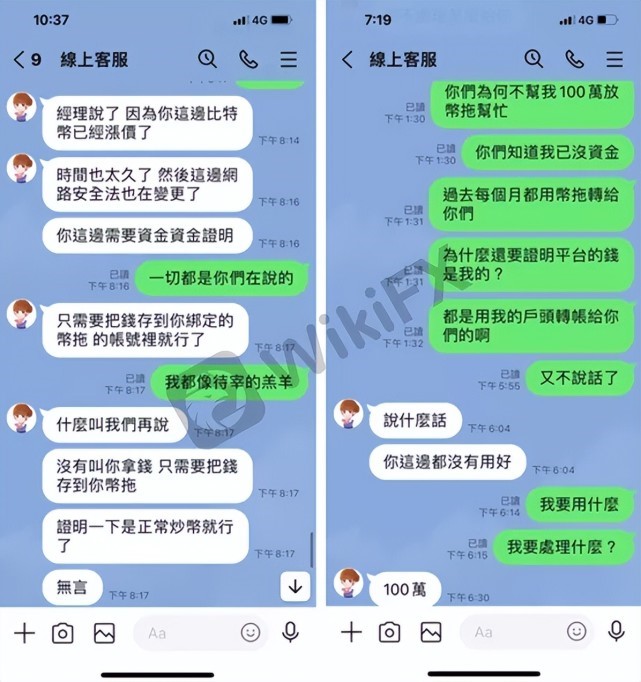 10:37
4G
9 線上客服
經理說了 因為你這邊比特
幣已經漲價了
下午8:14
時間也太久了 然後這邊網
路安全法也在變更了
下午8:16
你這邊需要資金資金證明
下午8:16
已讀
下午8:16
一切都是你們在說的
只需要把錢存到你綁定的
幣拖 的帳號裡就行了
下午8:17
已讀
下午8:17
我都像待宰的羔羊
什麼叫我們再說
下午8:17
沒有叫你拿錢 只需要把錢
存到你幣拖
下午8:17
證明一下是正常炒幣就行
了
下午8:17
無言
下午8:17
Aa
7:19
4G
線上客服
你們為何不幫我100萬放
幣拖幫忙
已讀
下午1:30
你們知道我已沒資金
已讀
下午1:30
過去每個月都用幣拖轉給
你們
已讀
下午1:31
為什麼還要證明平台的錢
是我的？
已讀
下午1:31
都是用我的戶頭轉帳給你
們的啊
已讀
下午1:32
又不說話了
已讀
下午5:55
說什麼話
下午6:04
你這邊都沒有用好
下午6:04
我要用什麼
已讀
下午6:14
我要處理什麼？
已讀
下午6:15
100萬
下午6:30
Aa
WikiFX